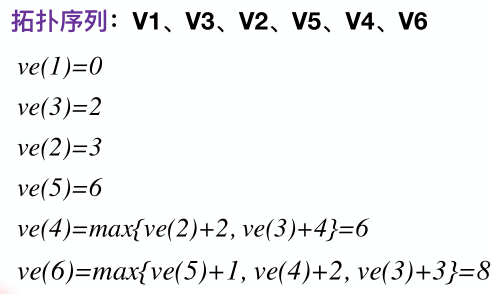 拓扑序列：V1、V3、V2、V5、V4、V6
ve(1)=0
ve(3)=2
ve(2)=3
ve(5)=6
ve(4)=max{ve(2)+2, ve(3)+4}=6
ve(6)=max{ve(5)+1, ve(4)+2, ve(3)+3}=8